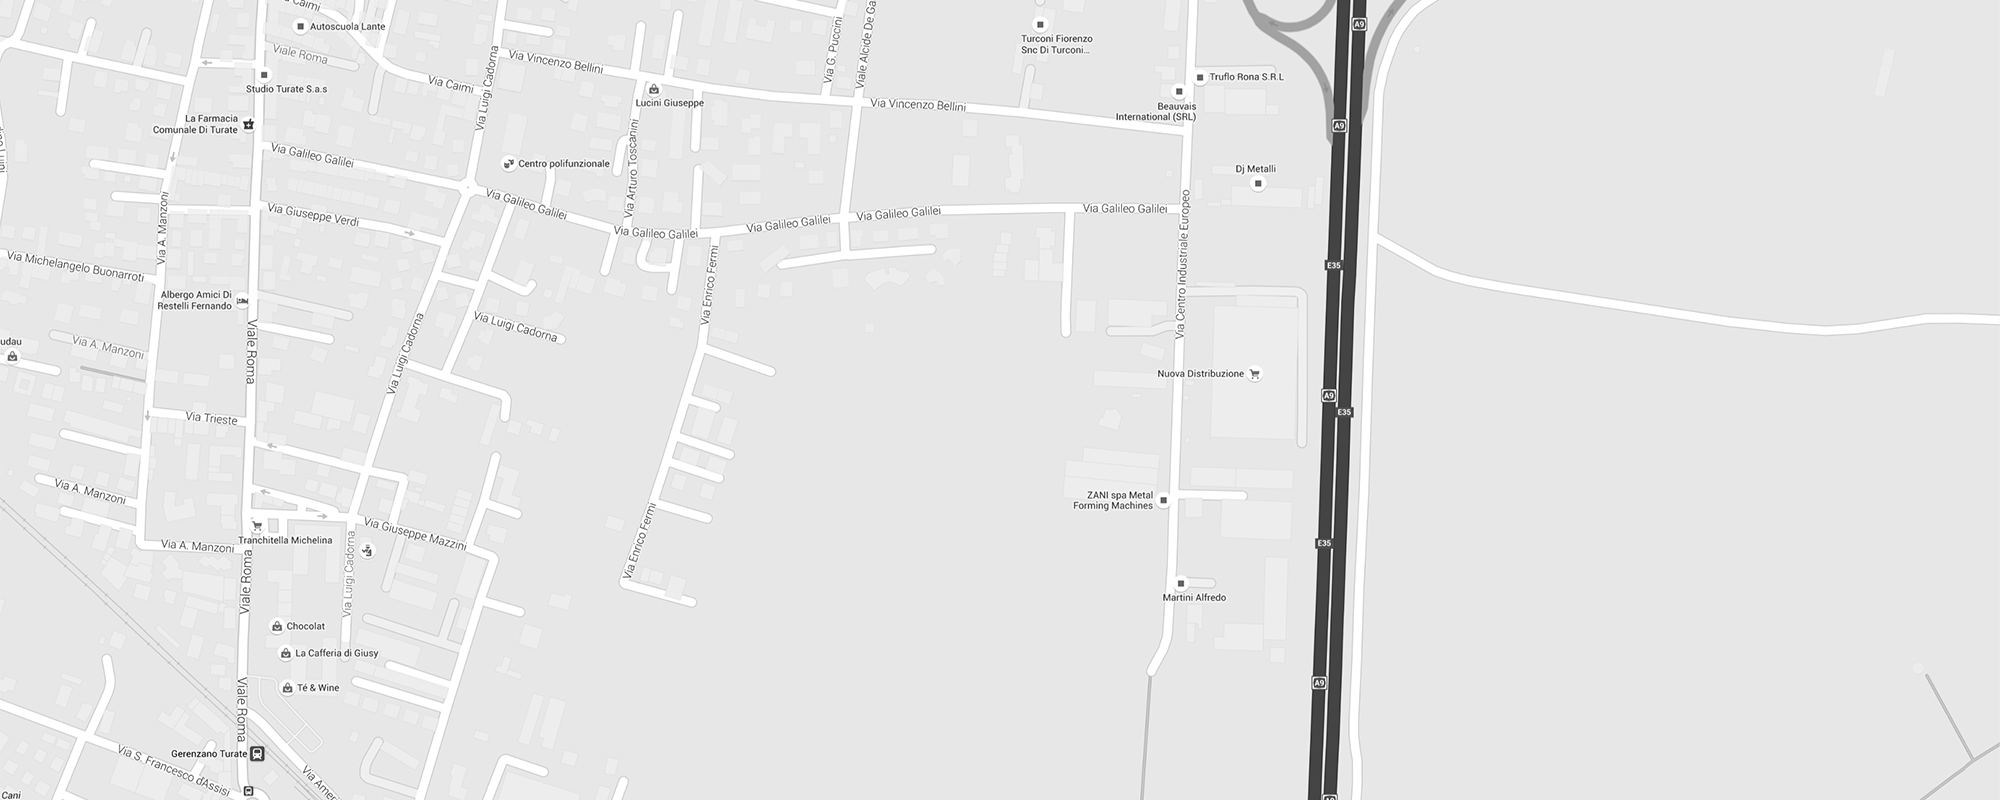 Via Caimi
Autoscuola Lante
Viale Roma
Studio Turate S.a.s
La Farmacia
Comunale Di Turate
Via Caimi
Via Luigi Cadorna
Via Vincenzo Bellini
Lucini Giuseppe
Via G. Puccini
Viale Alcide De Ga
Via Vincenzo Bellini
Turconi Fiorenzo
Snc Di Turconi...
Truflo Rona S.R.L
Beauvais
International (SRL)
A9
A9
Dj Metalli
Via Galileo Galilei
Centro polifunzionale
Via Arturo Toscanini
Via Galileo Galilei
Via Galileo Galilei
Via Galileo Galilei
Via Galileo Galilei
Via Galileo Galilei
Via Giuseppe Verdi
Via A. Manzoni
Via Michelangelo Buonarroti
Albergo Amici Di
Restelli Fernando
Via Enrico Fermi
Via Centro Industriale Europeo
E35
Via Luigi Cadorna
Via Luigi Cadorna
Viale Roma
Via A. Manzoni
udau
Nuova Distribuzione
A9
E35
Via Trieste
Via A. Manzoni
ZANI spa Metal
Forming Machines
Via Giuseppe Mazzini
Tranchitella Michelina
Via A. Manzoni
Via Enrico Fermi
E35
Viale Roma
Via Luigi Cadorna
Martini Alfredo
Chocolat
La Cafferia di Giusy
Té & Wine
A9
Viale Roma
Gerenzano Turate
Via S. Francesco d'Assisi
Via Amer
Cani